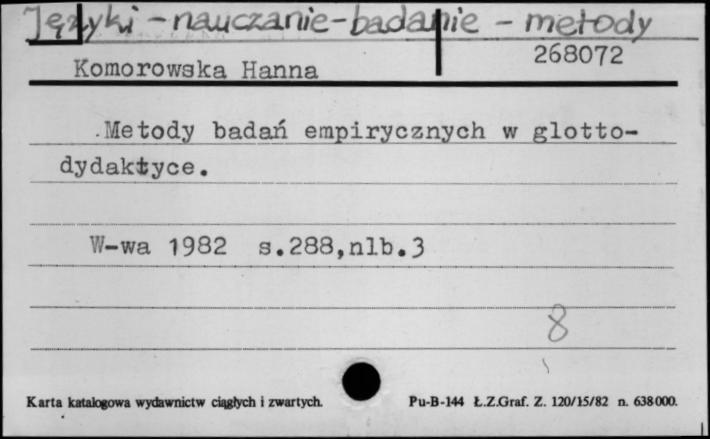 Języki - nauczanie - badanie - metody
268072
Komorowska Hanna
Metody badań empirycznych w glotto-
dydaktyce.
W-wa 1982 s.288,nlb.3
8
Karta katalogowa wydawnictw ciągłych i zwartych. Pu-B-144 Ł.Z.Graf. Z. 120/15/82 n. 638000.